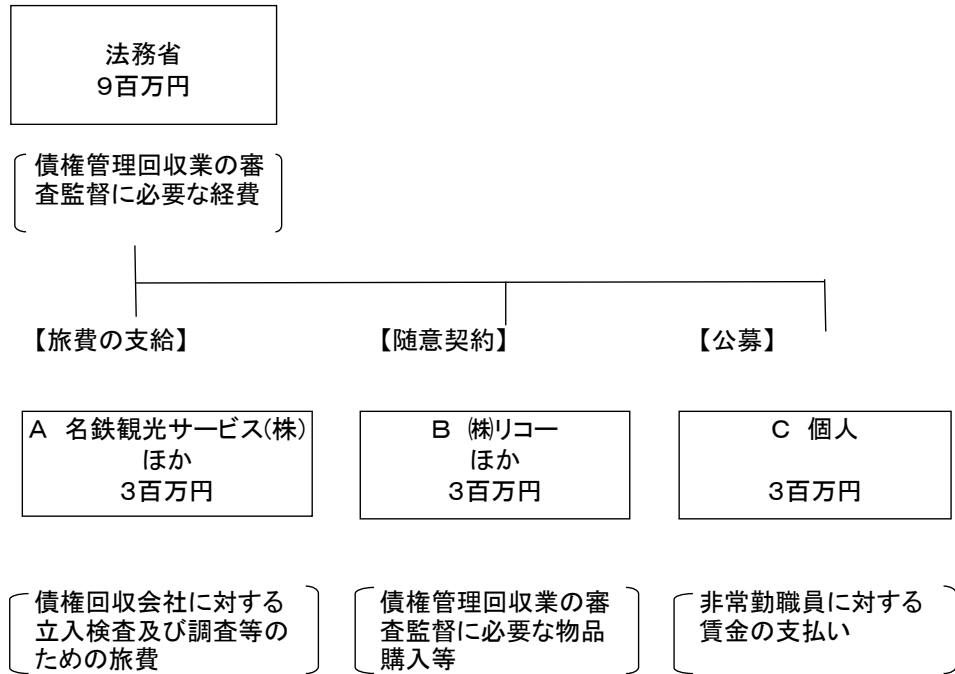 法務省
９百万円
債権管理回収業の審
査監督に必要な経費
【旅費の支給】
【随意契約】
【公募】
A 名鉄観光サービス(株)
ほか
3百万円
B ㈱リコー
ほか
3百万円
C 個人
3百万円
債権回収会社に対する
立入検査及び調査等の
ための旅費
債権管理回収業の審
査監督に必要な物品
購入等
非常勤職員に対する
賃金の支払い